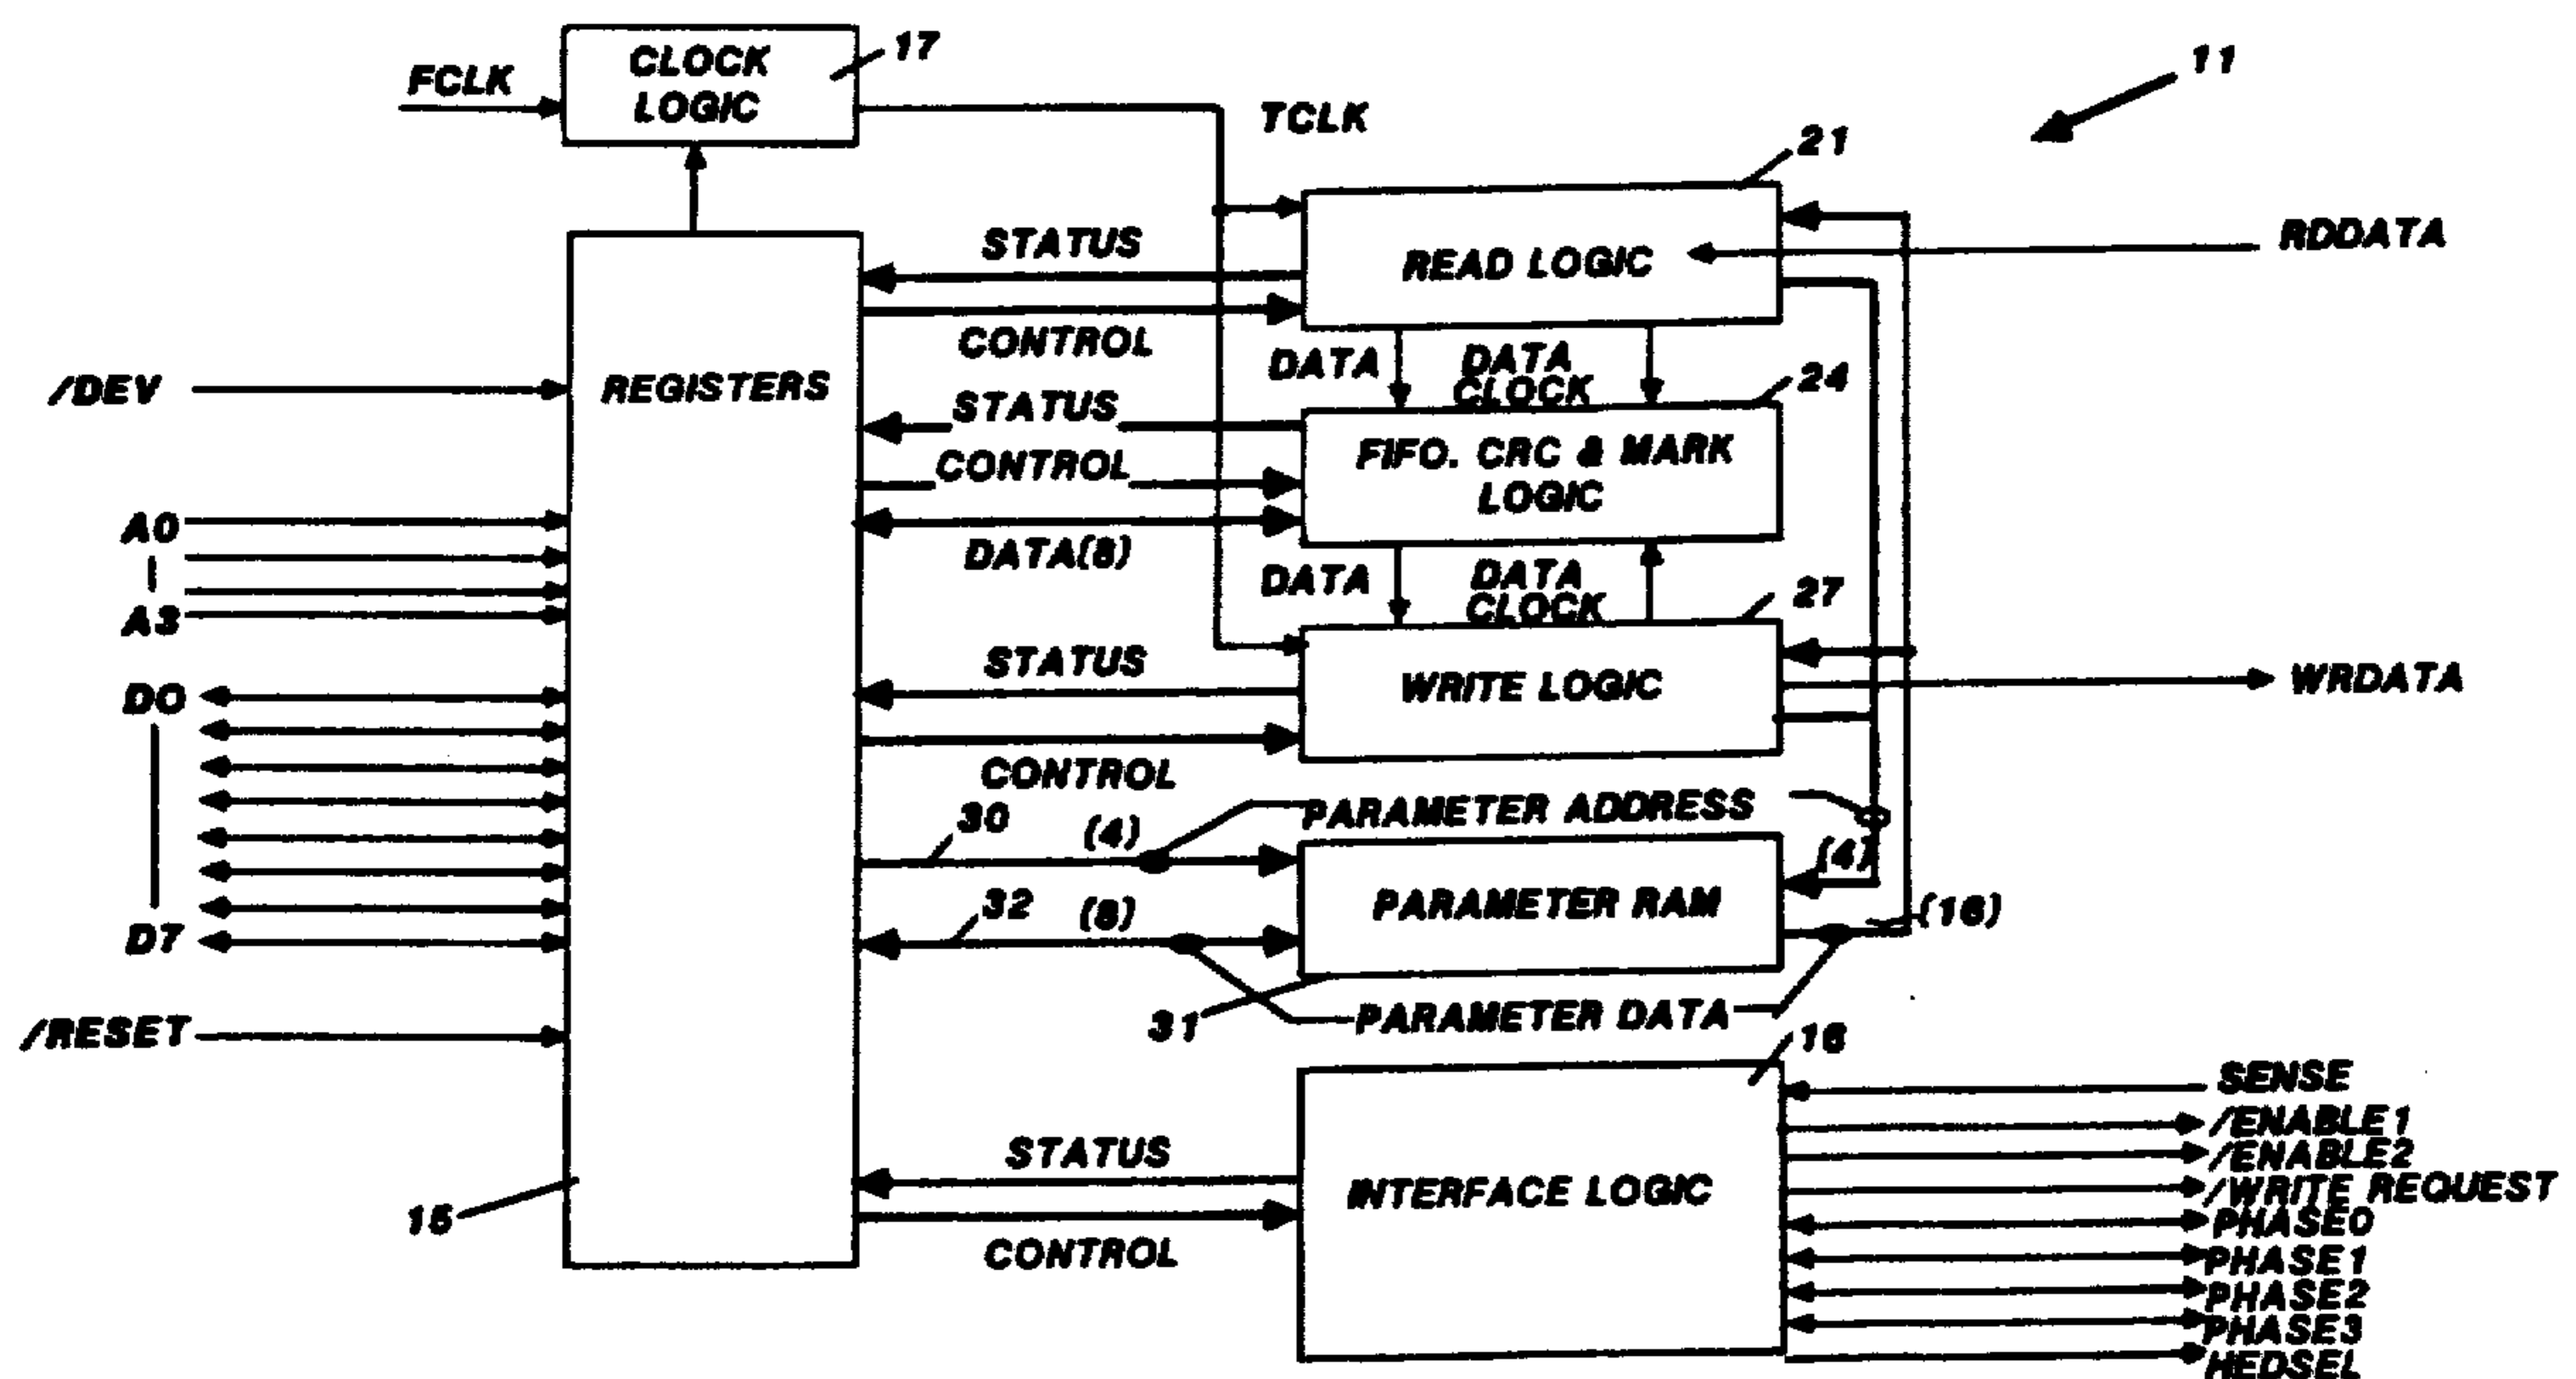 CLOCK
LOGIC
17
FCLK
TCLK
11
21
READ LOGIC
RDDATA
STATUS
CONTROL
DATA
DATA
CLOCK
24
/DEV
REGISTERS
STATUS
CONTROL
DATA(8)
FIFO. CRC & MARK
LOGIC
A0
A3
DATA
DATA
CLOCK
27
STATUS
CONTROL
WRITE LOGIC
WRDATA
D0
D7
30
(4)
PARAMETER ADDRESS
(4)
32
(8)
PARAMETER RAM
(16)
31
PARAMETER DATA
/RESET
16
15
STATUS
CONTROL
INTERFACE LOGIC
SENSE
/ENABLE1
/ENABLE2
/WRITE REQUEST
PHASE0
PHASE1
PHASE2
PHASE3
HEDSEL